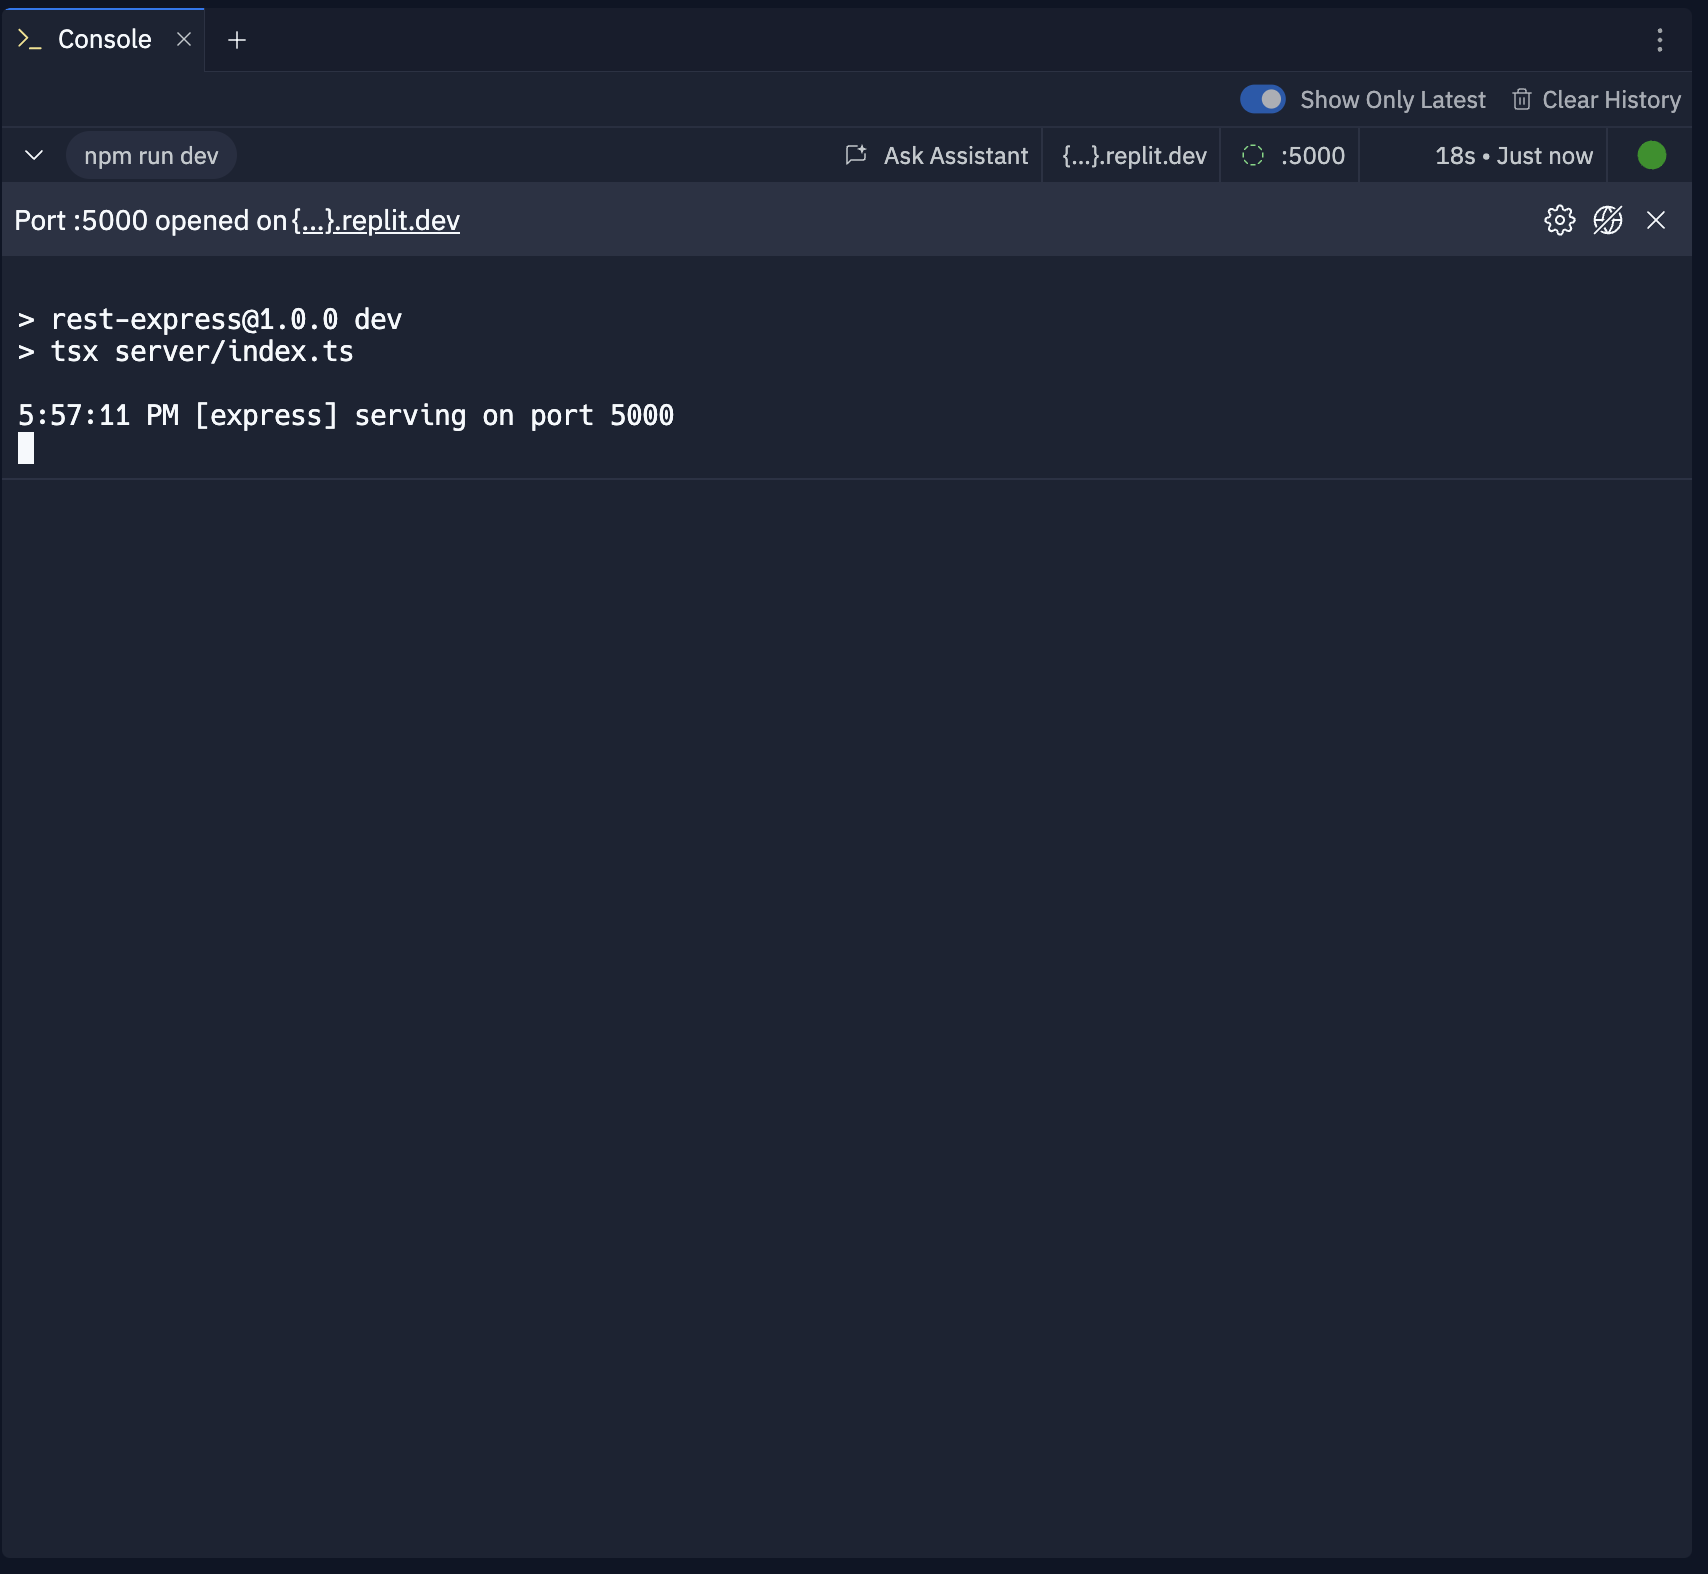 >_ Console
Show Only Latest Clear History
npm run dev Ask Assistant {...}.replit.dev :5000 18s • Just now
Port :5000 opened on {...}.replit.dev
> rest-express@1.0.0 dev
> tsx server/index.ts
5:57:11 PM [express] serving on port 5000